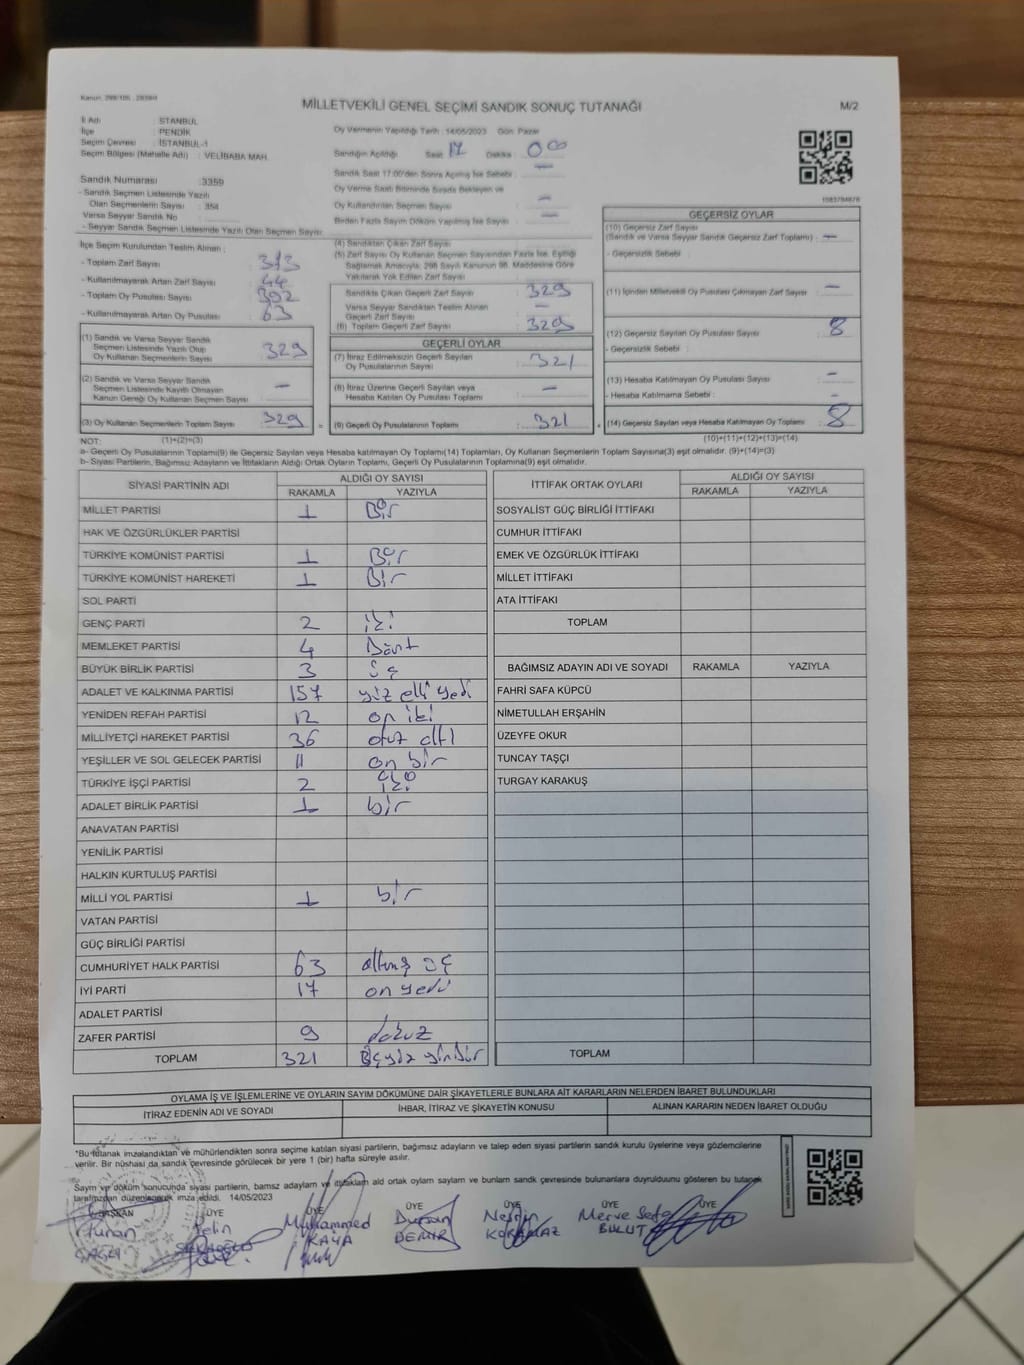 MİLLETVEKİLİ GENEL SEÇİMİ SANDIK SONUÇ TUTANAĞI
M/2
İl Adı : İSTANBUL
İlçe : PENDİK
Seçim Çevresi : İSTANBUL-1
Seçim Bölgesi (Mahalle Adı) : VELİBABA MAH.
Oy Vermenin Yapıldığı Tarih : 14/05/2023 Gün: Pazar
Sandığın Açıldığı Saat : 17 Dakika : 00
Sandık Saat 17.00'den Sonra Açılmış İse Sebebi : —
Oy Verme Saati Bitiminde Sırada Bekleyen ve
Oy Kullandırılan Seçmen Sayısı : —
Birden Fazla Sayım Döküm Yapılmış İse Sayısı : —
Sandık Numarası : 3359
- Sandık Seçmen Listesinde Yazılı
Olan Seçmenlerin Sayısı : 354
Varsa Seyyar Sandık No
- Seyyar Sandık Seçmen Listesinde Yazılı Olan Seçmen Sayısı
İlçe Seçim Kurulundan Teslim Alınan :
- Toplam Zarf Sayısı : 373
- Kullanılmayarak Artan Zarf Sayısı : 44
- Toplam Oy Pusulası Sayısı
- Kullanılmayarak Artan Oy Pusulası : 63
(1) Sandık ve Varsa Seyyar Sandık
Seçmen Listesinde Yazılı Olup
Oy Kullanan Seçmenlerin Sayısı : 329
(2) Sandık ve Varsa Seyyar Sandık
Seçmen Listesinde Kayıtlı Olmayan
Kanun Gereği Oy Kullanan Seçmen Sayısı : —
(3) Oy Kullanan Seçmenlerin Toplam Sayısı : 329
(4) Sandıktan Çıkan Zarf Sayısı
(5) Zarf Sayısı Oy Kullanan Seçmen Sayısından Fazla İse, Eşitliği
Sağlamak Amacıyla, 298 Sayılı Kanunun 98. Maddesine Göre
Yakılarak Yok Edilen Zarf Sayısı
Sandıkta Çıkan Geçerli Zarf Sayısı : 329
Varsa Seyyar Sandıktan Teslim Alınan
Geçerli Zarf Sayısı : —
(6) Toplam Geçerli Zarf Sayısı : 329
GEÇERLİ OYLAR
(7) İtiraz Edilmeksizin Geçerli Sayılan
Oy Pusulalarının Sayısı : 321
(8) İtiraz Üzerine Geçerli Sayılan veya
Hesaba Katılan Oy Pusulası Toplamı : —
(9) Geçerli Oy Pusulalarının Toplamı : 321
GEÇERSİZ OYLAR
(10) Geçersiz Zarf Sayısı
(Sandık ve Varsa Seyyar Sandık Geçersiz Zarf Toplamı) : —
- Geçersizlik Sebebi :
(11) İçinden Milletvekili Oy Pusulası Çıkmayan Zarf Sayısı : —
(12) Geçersiz Sayılan Oy Pusulası Sayısı : 8
- Geçersizlik Sebebi :
(13) Hesaba Katılmayan Oy Pusulası Sayısı : —
- Hesaba Katılmama Sebebi : —
(14) Geçersiz Sayılan veya Hesaba Katılmayan Oy Toplamı : 8
(10)+(11)+(12)+(13)=(14)
NOT: (1)+(2)=(3)
a- Geçerli Oy Pusulalarının Toplamı(9) ile Geçersiz Sayılan veya Hesaba katılmayan Oy Toplamı(14) Toplamları, Oy Kullanan Seçmenlerin Toplam Sayısına(3) eşit olmalıdır. (9)+(14)=(3)
b- Siyasi Partilerin, Bağımsız Adayların ve İttifakların Aldığı Ortak Oyların Toplamı, Geçerli Oy Pusulalarının Toplamına(9) eşit olmalıdır.
SİYASİ PARTİNİN ADI ALDIĞI OY SAYISI
RAKAMLA YAZIYLA
MİLLET PARTİSİ 1 Bir
HAK VE ÖZGÜRLÜKLER PARTİSİ
TÜRKİYE KOMÜNİST PARTİSİ 1 Bir
TÜRKİYE KOMÜNİST HAREKETİ 1 Bir
SOL PARTİ
GENÇ PARTİ 2 iki
MEMLEKET PARTİSİ 4 Dört
BÜYÜK BİRLİK PARTİSİ 3 üç
ADALET VE KALKINMA PARTİSİ 157 yüz elli yedi
YENİDEN REFAH PARTİSİ 12 on iki
MİLLİYETÇİ HAREKET PARTİSİ 36 otuz altı
YEŞİLLER VE SOL GELECEK PARTİSİ 11 on bir
TÜRKİYE İŞÇİ PARTİSİ 2 iki
ADALET BİRLİK PARTİSİ 1 bir
ANAVATAN PARTİSİ
YENİLİK PARTİSİ
HALKIN KURTULUŞ PARTİSİ
MİLLİ YOL PARTİSİ 1 bir
VATAN PARTİSİ
GÜÇ BİRLİĞİ PARTİSİ
CUMHURİYET HALK PARTİSİ 63 altmış üç
İYİ PARTİ 17 on yedi
ADALET PARTİSİ
ZAFER PARTİSİ 9 dokuz
TOPLAM 321 Üçyüz yirmibir
İTTİFAK ORTAK OYLARI ALDIĞI OY SAYISI
RAKAMLA YAZIYLA
SOSYALİST GÜÇ BİRLİĞİ İTTİFAKI
CUMHUR İTTİFAKI
EMEK VE ÖZGÜRLÜK İTTİFAKI
MİLLET İTTİFAKI
ATA İTTİFAKI
TOPLAM
BAĞIMSIZ ADAYIN ADI VE SOYADI RAKAMLA YAZIYLA
FAHRİ SAFA KÜPCÜ
NİMETULLAH ERŞAHİN
ÜZEYFE OKUR
TUNCAY TAŞÇI
TURGAY KARAKUŞ
TOPLAM
OYLAMA İŞ VE İŞLEMLERİNE VE OYLARIN SAYIM DÖKÜMÜNE DAİR ŞİKAYETLERLE BUNLARA AİT KARARLARIN NELERDEN İBARET BULUNDUKLARI
İTİRAZ EDENİN ADI VE SOYADI İHBAR, İTİRAZ VE ŞİKAYETİN KONUSU ALINAN KARARIN NEDEN İBARET OLDUĞU
*Bu tutanak imzalandıktan ve mühürlendikten sonra seçime katılan siyasi partilerin, bağımsız adayların ve talep eden siyasi partilerin sandık kurulu üyelerine veya gözlemcilerine
verilir. Bir nüshası da sandık çevresinde görülecek bir yere 1 (bir) hafta süreyle asılır.
Sayım ve döküm sonucunda siyasi partilerin, bamsz adayların ve ittifakların ald ortak oyların saylarn ve bunların sandık çevresinde bulunanlara duyrulduunu gösteren bu tutanak
tarafımızdan düzenlenerek imza edildi. 14/05/2023
BAŞKAN ÜYE ÜYE ÜYE ÜYE ÜYE
Pelin Muhammed Dursun Nesrin Merve Seda
KAYA DEMİR KORKMAZ BULUT